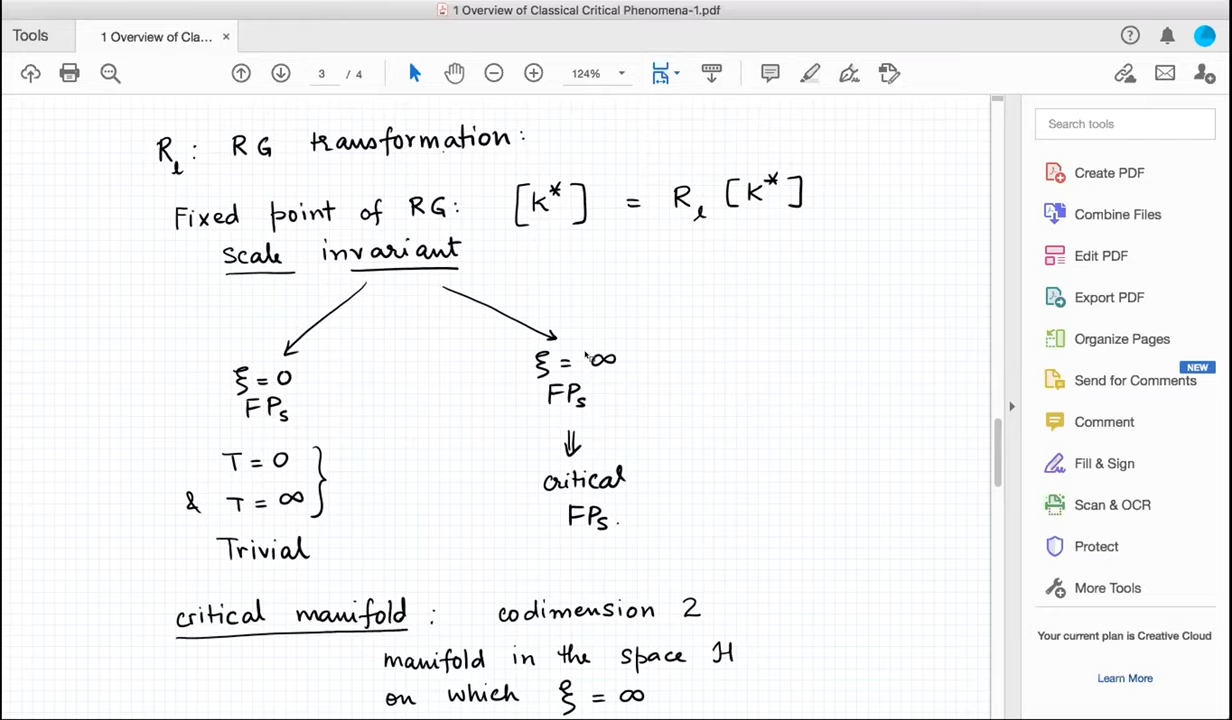 1 Overview of Classical Critical Phenomena-1.pdf
Tools
1 Overview of Cla... ×
3 / 4
124%
R_l : RG transformation:
Fixed point of RG: [K*] = R_l [K*]
scale invariant
ξ = 0
FPs
ξ = ∞
FPs
⇓
T = 0
& T = ∞ }
critical
FPs.
Trivial
critical manifold : codimension 2
manifold in the space H
on which ξ = ∞
Search tools
Create PDF
Combine Files
Edit PDF
Export PDF
Organize Pages
NEW
Send for Comments
Comment
Fill & Sign
Scan & OCR
Protect
More Tools
Your current plan is Creative Cloud
Learn More